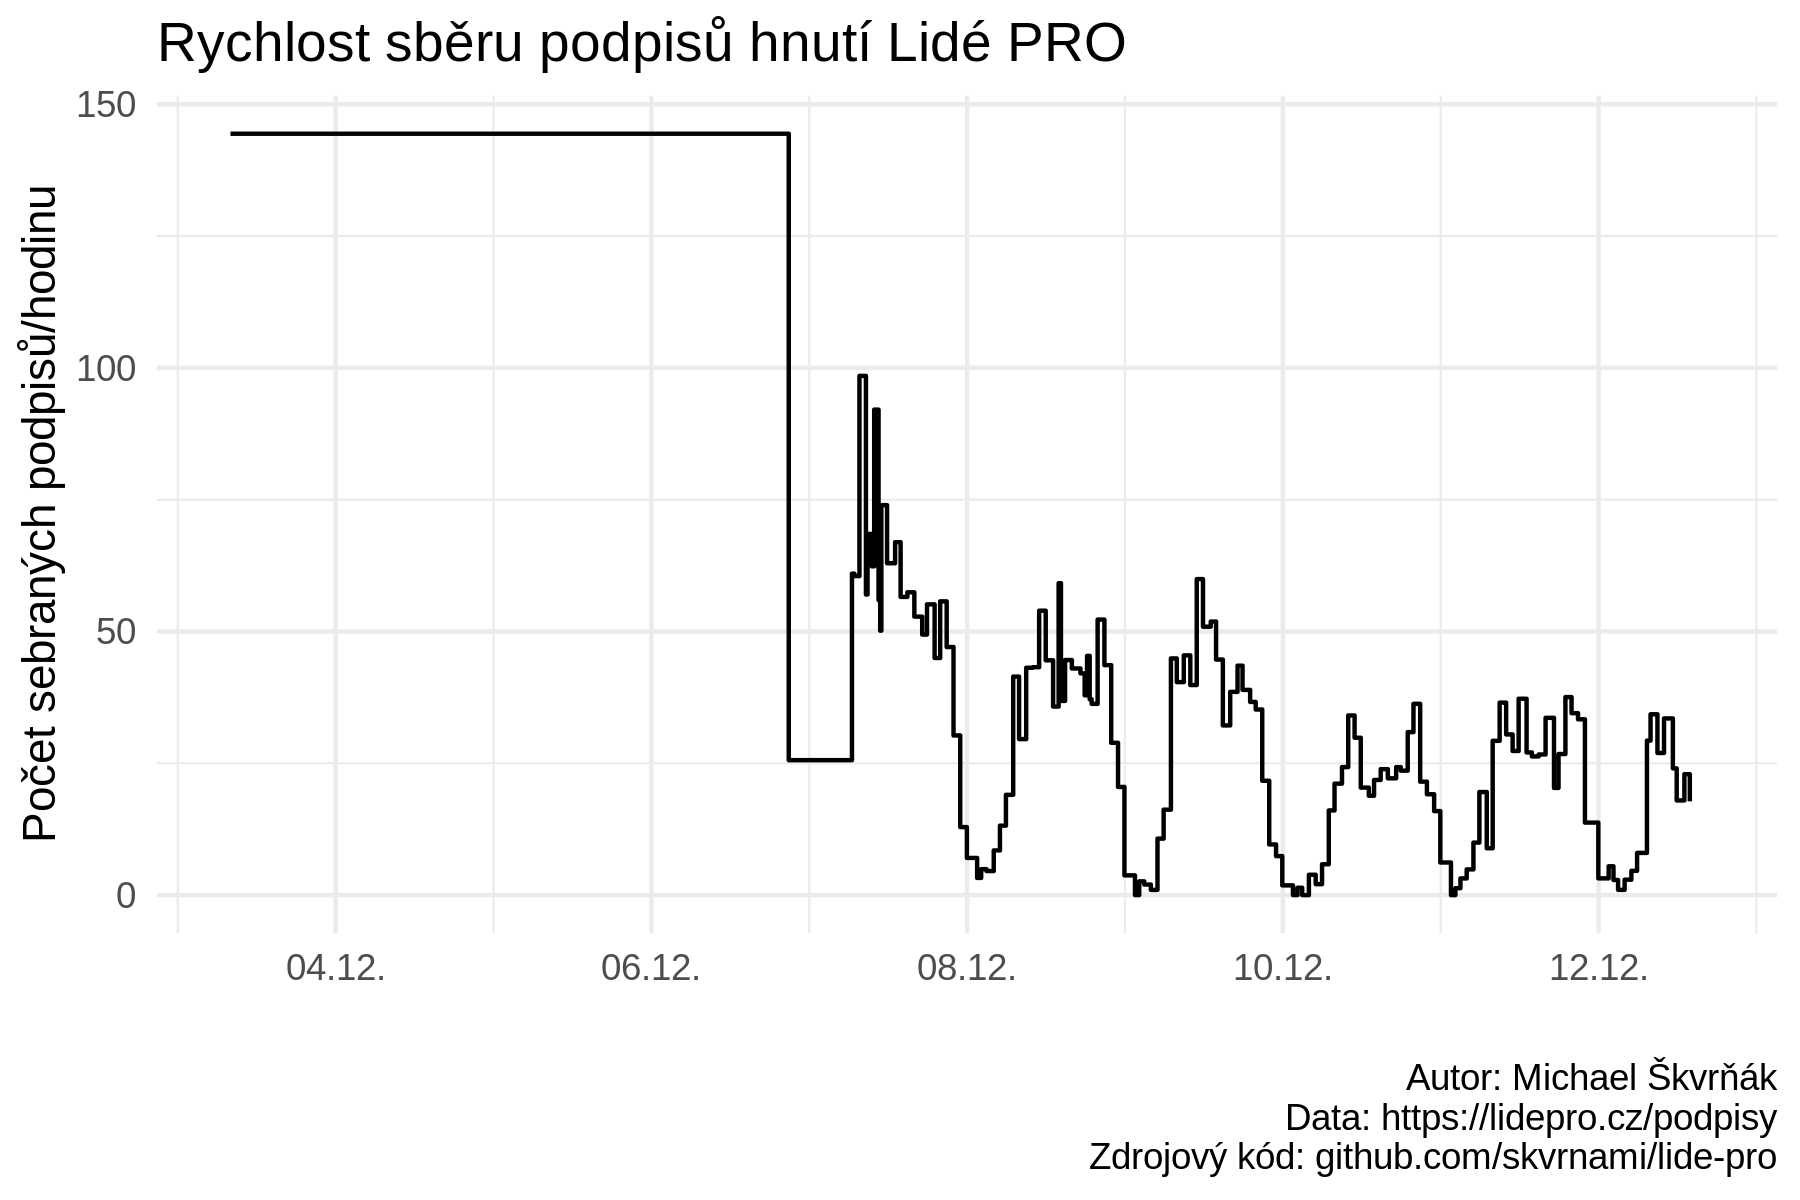 Rychlost sběru podpisů hnutí Lidé PRO
Počet sebraných podpisů/hodinu
150
100
50
0
04.12.
06.12.
08.12.
10.12.
12.12.
Autor: Michael Škvrňák
Data: https://lidepro.cz/podpisy
Zdrojový kód: github.com/skvrnami/lide-pro